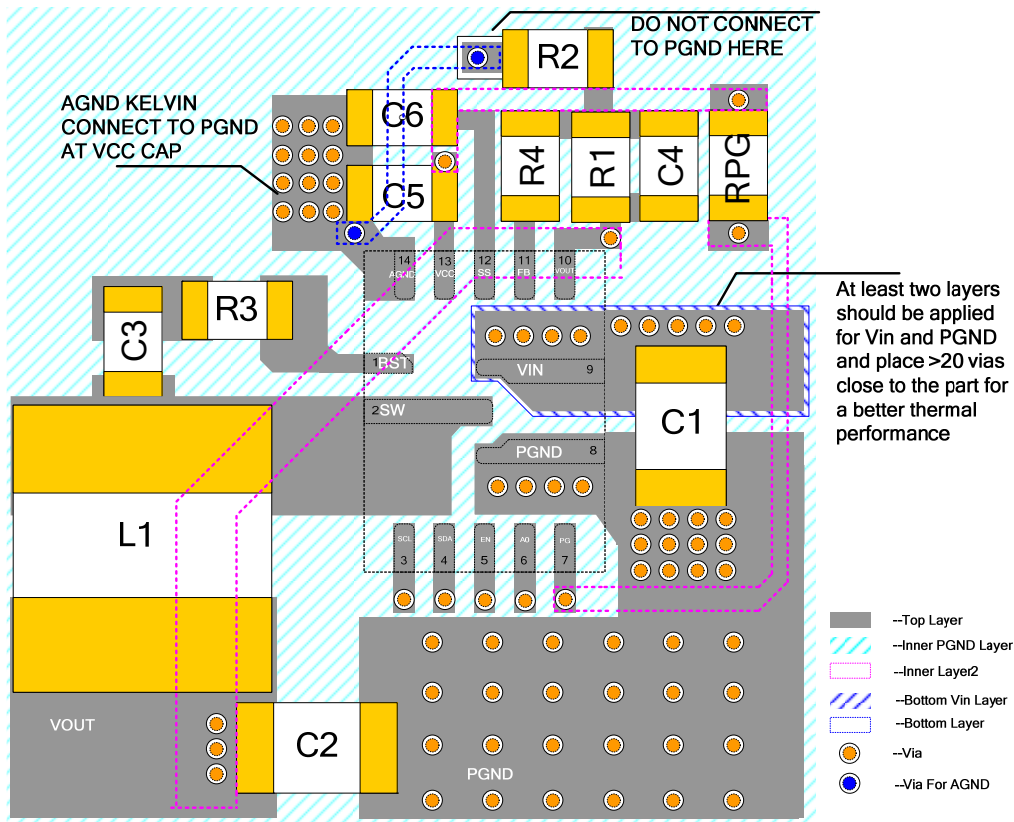 DO NOT CONNECT
TO PGND HERE
R2
AGND KELVIN
CONNECT TO PGND
AT VCC CAP
C6
C5
R4
R1
C4
RPG
14
AGND
13
VCC
12
SS
11
FB
10
VOUT
R3
C3
1
RST
VIN
9
2
SW
C1
PGND
8
At least two layers
should be applied
for Vin and PGND
and place >20 vias
close to the part for
a better thermal
performance
L1
SCL
3
SDA
4
EN
5
A0
6
PG
7
VOUT
C2
PGND
--Top Layer
--Inner PGND Layer
--Inner Layer2
--Bottom Vin Layer
--Bottom Layer
--Via
--Via For AGND